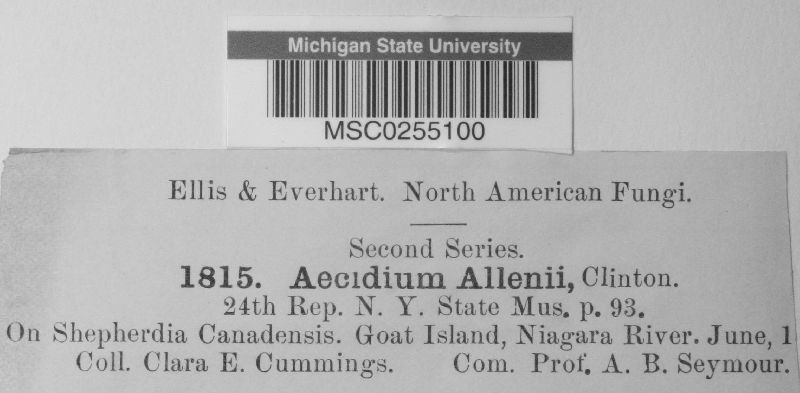 Michigan State University
MSC0255100
Ellis & Everhart. North American Fungi.
Second Series.
1815. Aecidium Allenii, Clinton.
24th Rep. N. Y. State Mus. p. 93.
On Shepherdia Canadensis. Goat Island, Niagara River. June, 1
Coll. Clara E. Cummings. Com. Prof. A. B. Seymour.